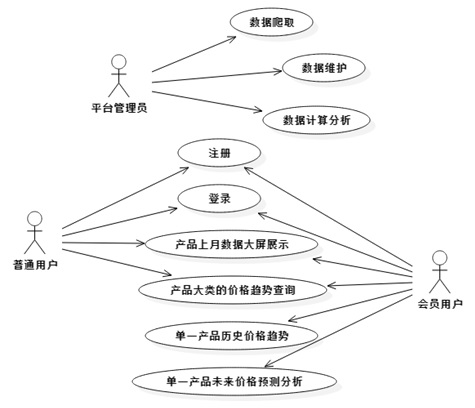 数据爬取
数据维护
平台管理员
数据计算分析
注册
登录
产品上月数据大屏展示
普通用户
产品大类的价格趋势查询
会员用户
单一产品历史价格趋势
单一产品未来价格预测分析